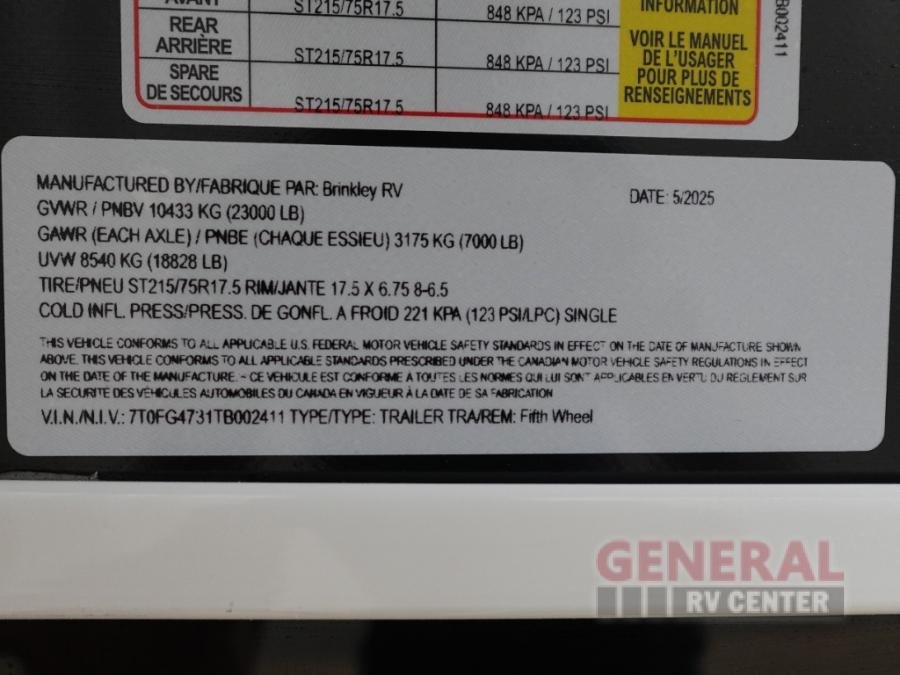 AVANT ST215/75R17.5 848 KPA / 123 PSI
INFORMATION
REAR
ARRIÈRE ST215/75R17.5 848 KPA / 123 PSI
SPARE
DE SECOURS ST215/75R17.5 848 KPA / 123 PSI
VOIR LE MANUEL
DE L'USAGER
POUR PLUS DE
RENSEIGNEMENTS
B002411
MANUFACTURED BY/FABRIQUE PAR: Brinkley RV DATE: 5/2025
GVWR / PNBV 10433 KG (23000 LB)
GAWR (EACH AXLE) / PNBE (CHAQUE ESSIEU) 3175 KG (7000 LB)
UVW 8540 KG (18828 LB)
TIRE/PNEU ST215/75R17.5 RIM/JANTE 17.5 X 6.75 8-6.5
COLD INFL. PRESS/PRESS. DE GONFL. A FROID 221 KPA (123 PSI/LPC) SINGLE
THIS VEHICLE CONFORMS TO ALL APPLICABLE U.S. FEDERAL MOTOR VEHICLE SAFETY STANDARDS IN EFFECT ON THE DATE OF MANUFACTURE SHOWN
ABOVE. THIS VEHICLE CONFORMS TO ALL APPLICABLE STANDARDS PRESCRIBED UNDER THE CANADIAN MOTOR VEHICLE SAFETY REGULATIONS IN EFFECT
ON THE DATE OF THE MANUFACTURE. ~ CE VEHICULE EST CONFORME A TOUTES LES NORMES QUI LUI SONT APPLICABLES EN VERTU DU REGLEMENT SUR
LA SECURITE DES VEHICULES AUTOMOBILES DU CANADA EN VIGUEUR À LA DATE DE SA FABRICATION
V.I.N./N.I.V.: 7T0FG4731TB002411 TYPE/TYPE: TRAILER TRA/REM: Fifth Wheel
GENERAL
RV CENTER